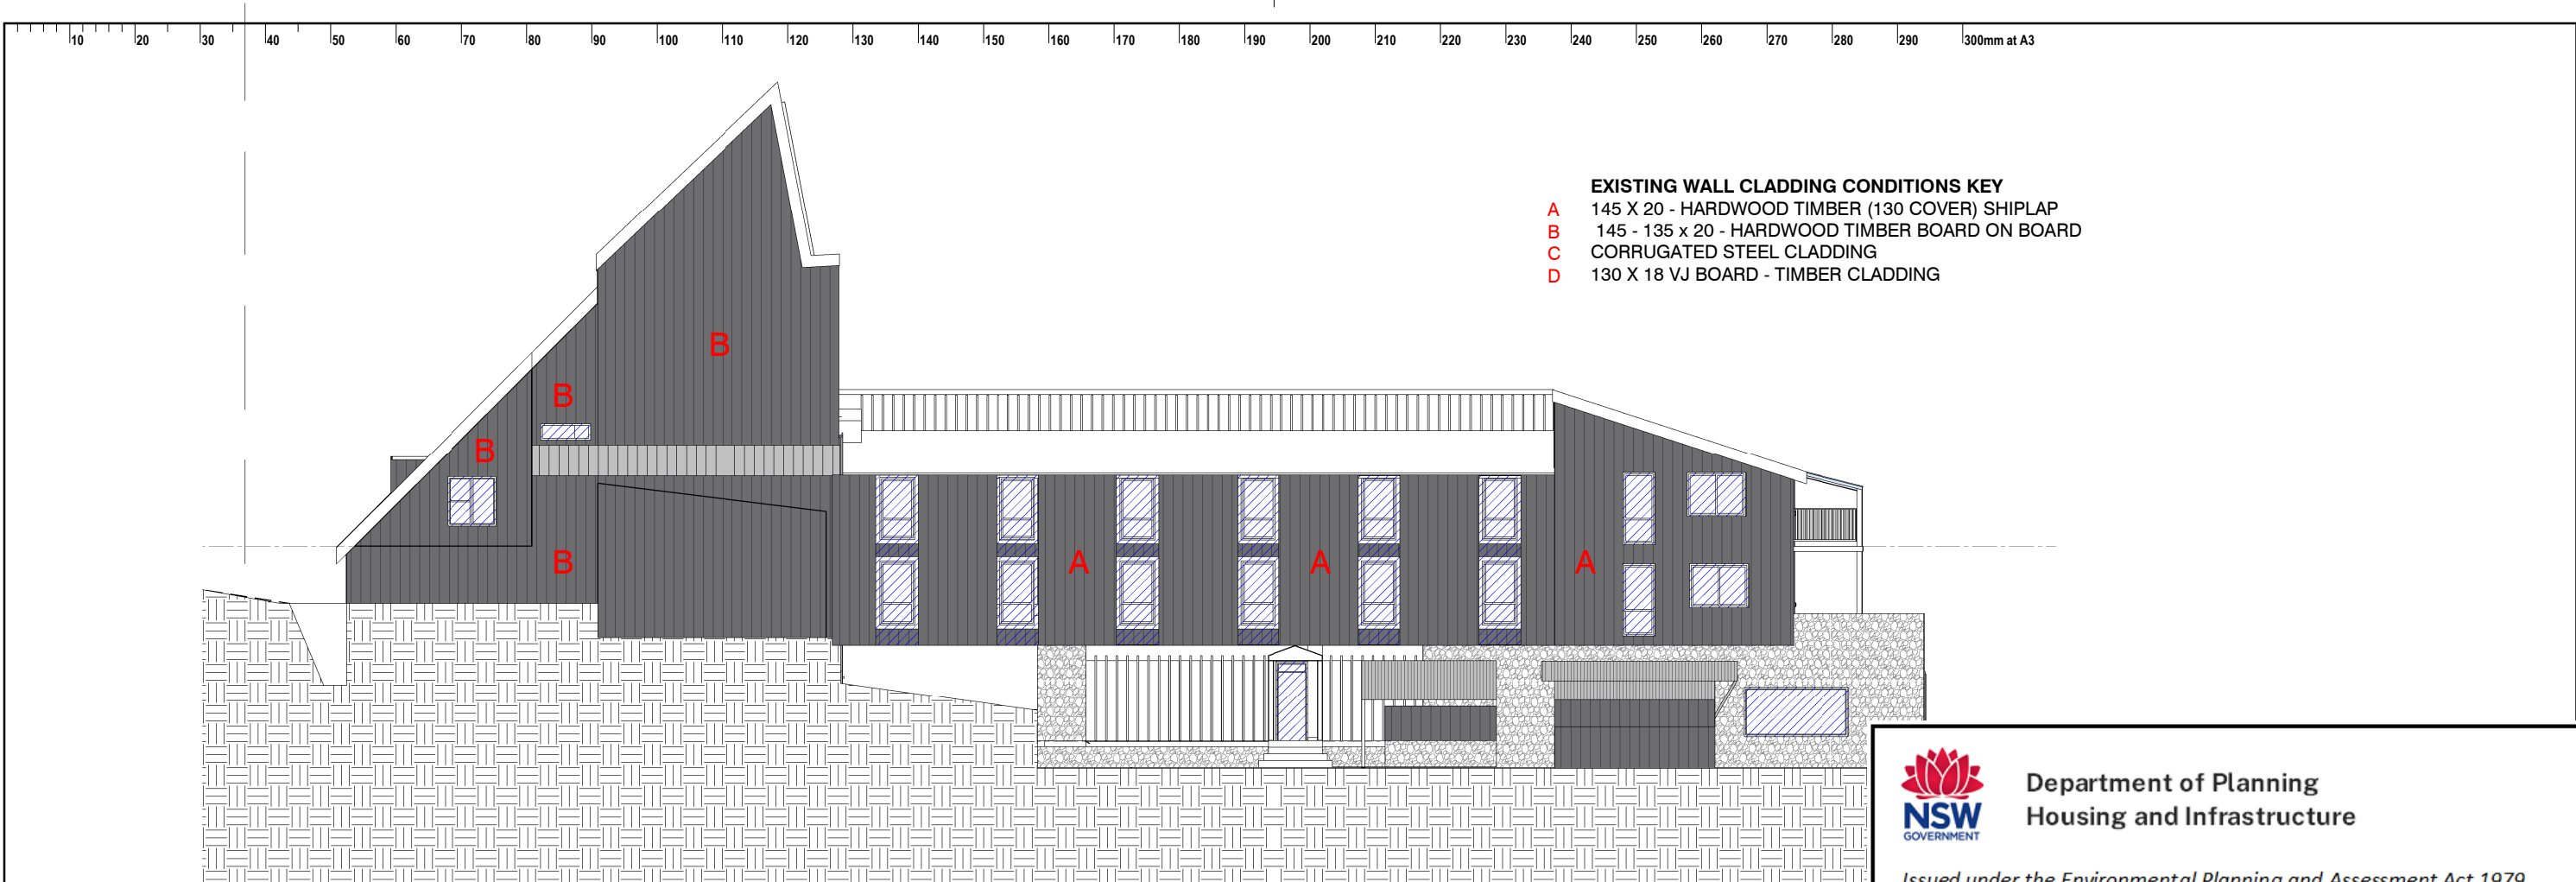 10 20 30 40 50 60 70 80 90 100 110 120 130 140 150 160 170 180 190 200 210 220 230 240 250 260 270 280 290 300mm at A3
EXISTING WALL CLADDING CONDITIONS KEY
A 145 X 20 - HARDWOOD TIMBER (130 COVER) SHIPLAP
B 145 - 135 x 20 - HARDWOOD TIMBER BOARD ON BOARD
C CORRUGATED STEEL CLADDING
D 130 X 18 VJ BOARD - TIMBER CLADDING
B
B
B
B A A A
NSW
GOVERNMENT
Department of Planning
Housing and Infrastructure
Issued under the Environmental Planning and Assessment Act 1979